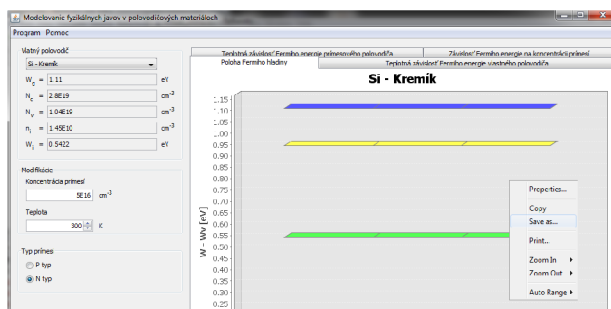 Modelovanie fyzikálnych javov v polovodičových materiáloch
Program Pomoc
Vlatný polovodič
Si - Kremík
W_c = 1.11 eV
N_c = 2.8E19 cm⁻³
N_v = 1.04E19 cm⁻³
n_i = 1.45E10 cm⁻³
W_i = 0.5422 eV
Modifikácie
Koncentrácia prímesí
5E16 cm⁻³
Teplota
300 K
Typ prímes
P typ
N typ
Teplotná závislosť Fermiho energie prímesového polovodiča
Závislosť Fermiho energie na koncentrácii prímesí
Poloha Fermiho hladiny
Teplotná závislosť Fermiho energie vlastného polovodiča
Si - Kremík
W - Wv [eV]
1.15
1.10
1.05
1.00
0.95
0.90
0.85
0.80
0.75
0.70
0.65
0.60
0.55
0.50
0.45
0.40
0.35
0.30
0.25
Properties...
Copy
Save as...
Print...
Zoom In
Zoom Out
Auto Range